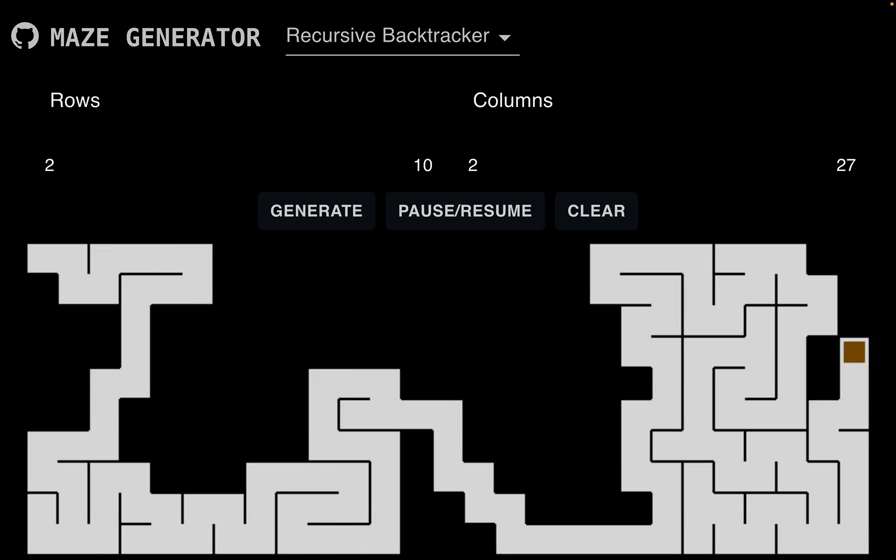 MAZE GENERATOR Recursive Backtracker
Rows Columns
2 10 2 27
GENERATE PAUSE/RESUME CLEAR